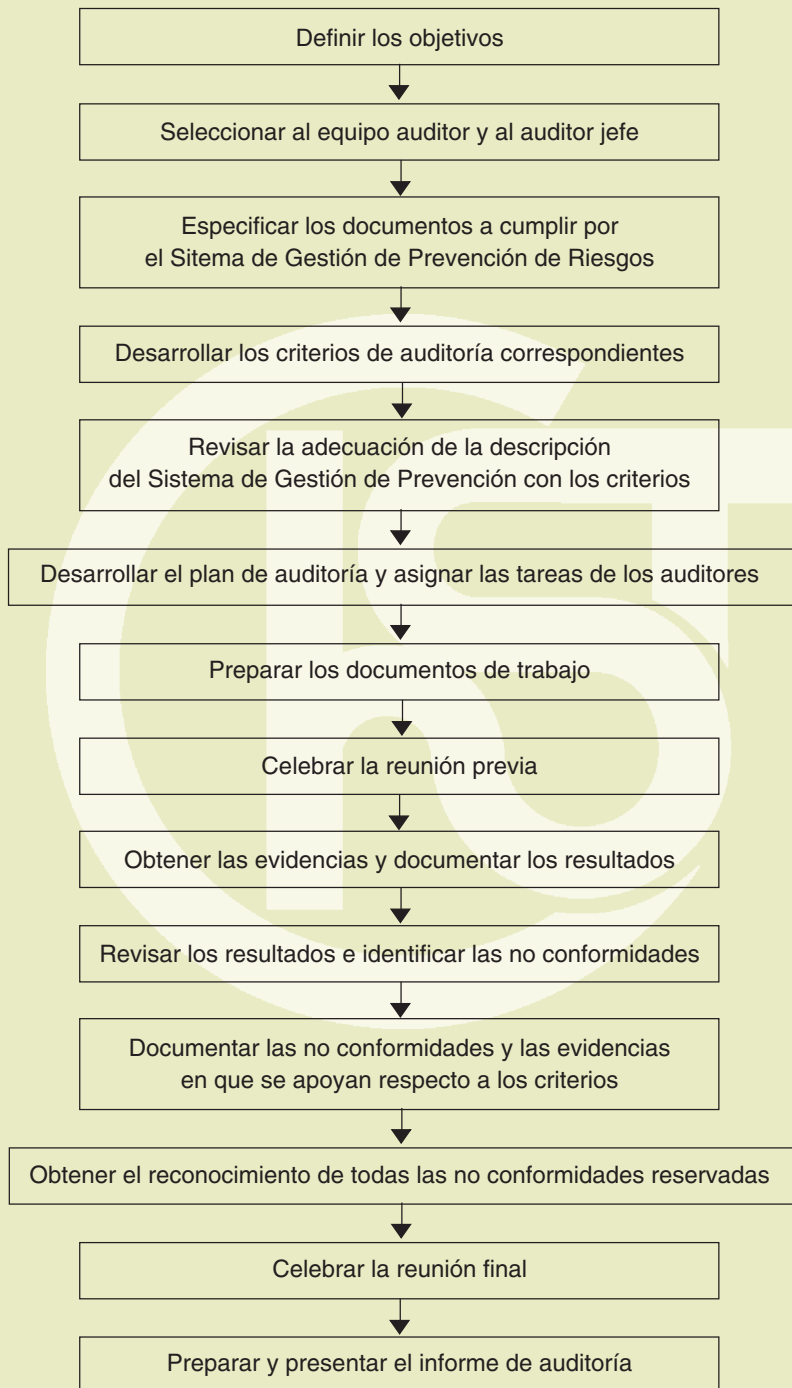 Definir los objetivos
Seleccionar al equipo auditor y al auditor jefe
Especificar los documentos a cumplir por
el Sitema de Gestión de Prevención de Riesgos
Desarrollar los criterios de auditoría correspondientes
Revisar la adecuación de la descripción
del Sistema de Gestión de Prevención con los criterios
Desarrollar el plan de auditoría y asignar las tareas de los auditores
Preparar los documentos de trabajo
Celebrar la reunión previa
Obtener las evidencias y documentar los resultados
Revisar los resultados e identificar las no conformidades
Documentar las no conformidades y las evidencias
en que se apoyan respecto a los criterios
Obtener el reconocimiento de todas las no conformidades reservadas
Celebrar la reunión final
Preparar y presentar el informe de auditoría